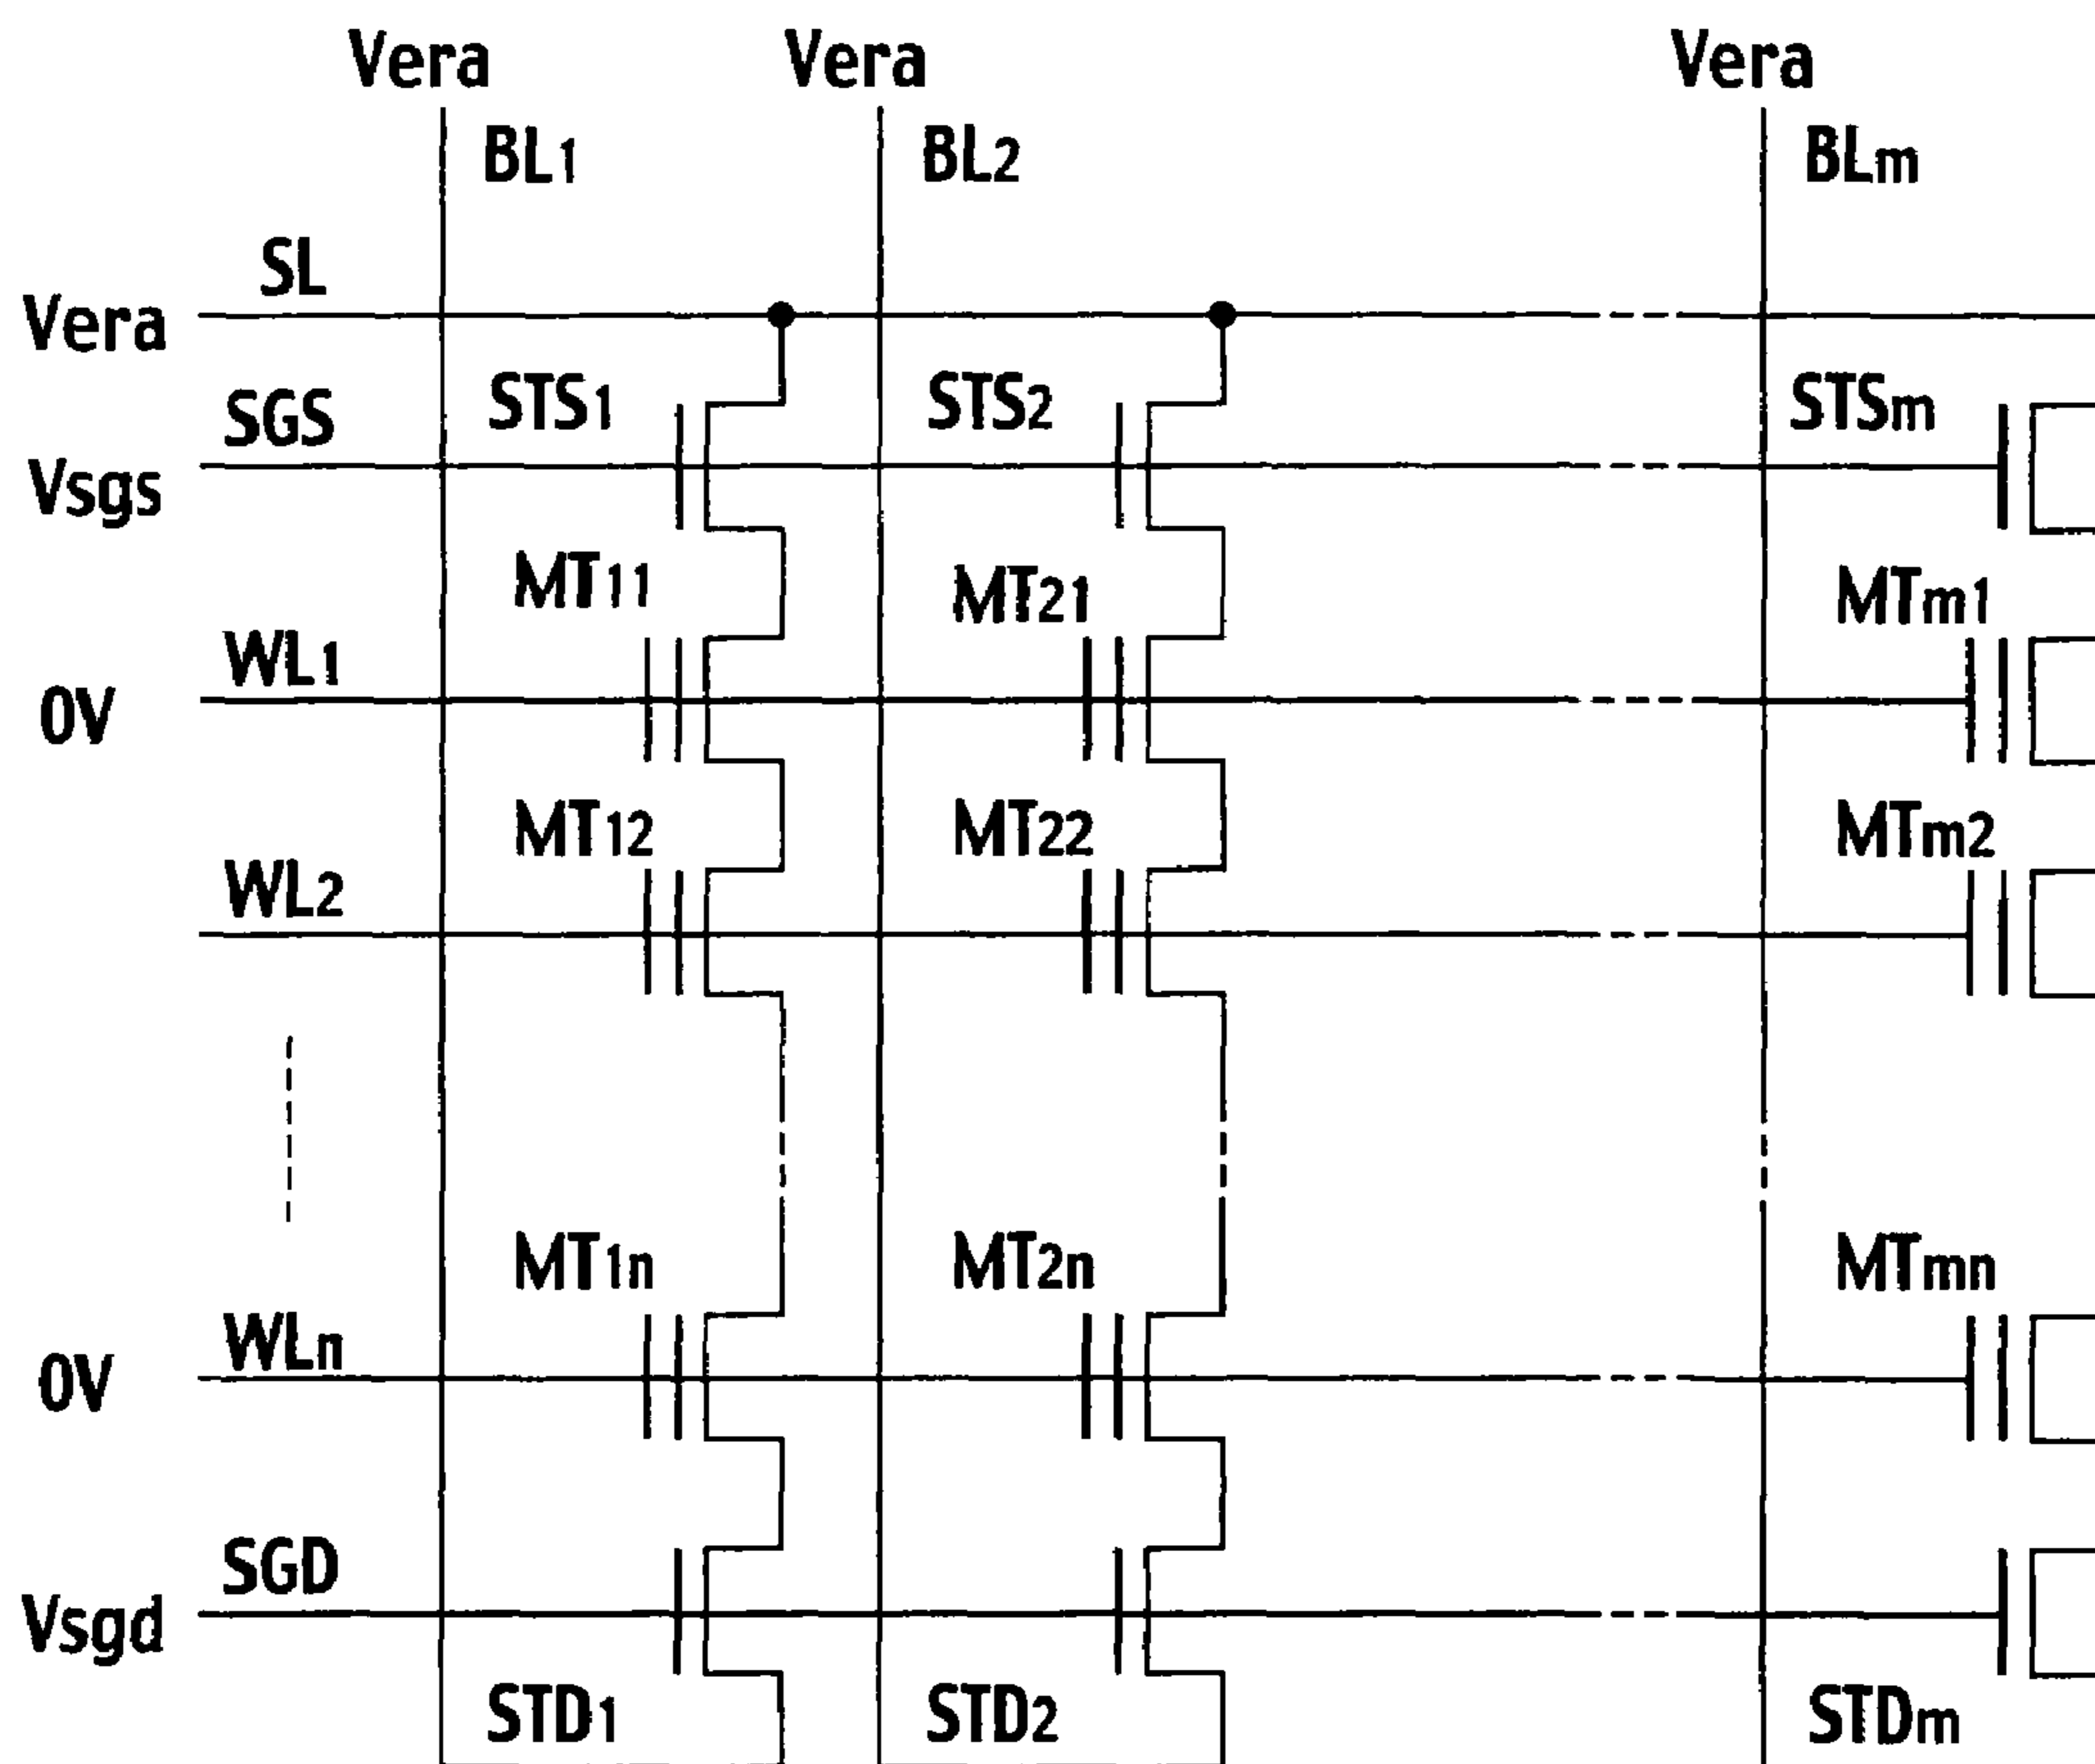 Vera Vera Vera
BL1 BL2 BLm
SL
Vera
SGS STS1 STS2 STSm
Vsgs
MT11 MT21 MTm1
WL1
0V
MT12 MT22 MTm2
WL2
MT1n MT2n MTmn
WLn
0V
SGD
Vsgd
STD1 STD2 STDm